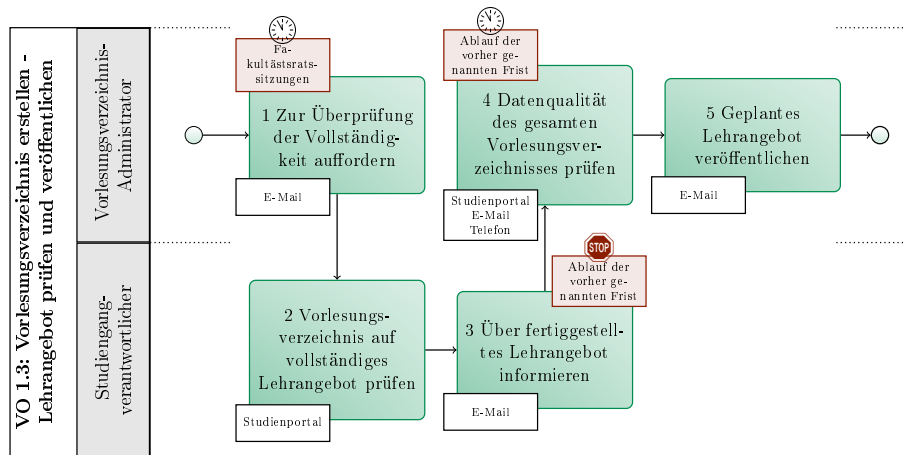 VO 1.3: Vorlesungsverzeichnis erstellen -
Lehrangebot prüfen und veröffentlichen
Vorlesungsverzeichnis-
Administrator
Fa-
kultästsrats-
sitzungen
1 Zur Überprüfung
der Vollständig-
keit auffordern
E-Mail
Ablauf der
vorher ge-
nannten Frist
4 Datenqualität
des gesamten
Vorlesungsver-
zeichnisses prüfen
Studienportal
E-Mail
Telefon
5 Geplantes
Lehrangebot
veröffentlichen
E-Mail
Studiengang-
verantwortlicher
2 Vorlesungs-
verzeichnis auf
vollständiges
Lehrangebot prüfen
Studienportal
STOP
Ablauf der
vorher ge-
nannten Frist
3 Über fertiggestell-
tes Lehrangebot
informieren
E-Mail